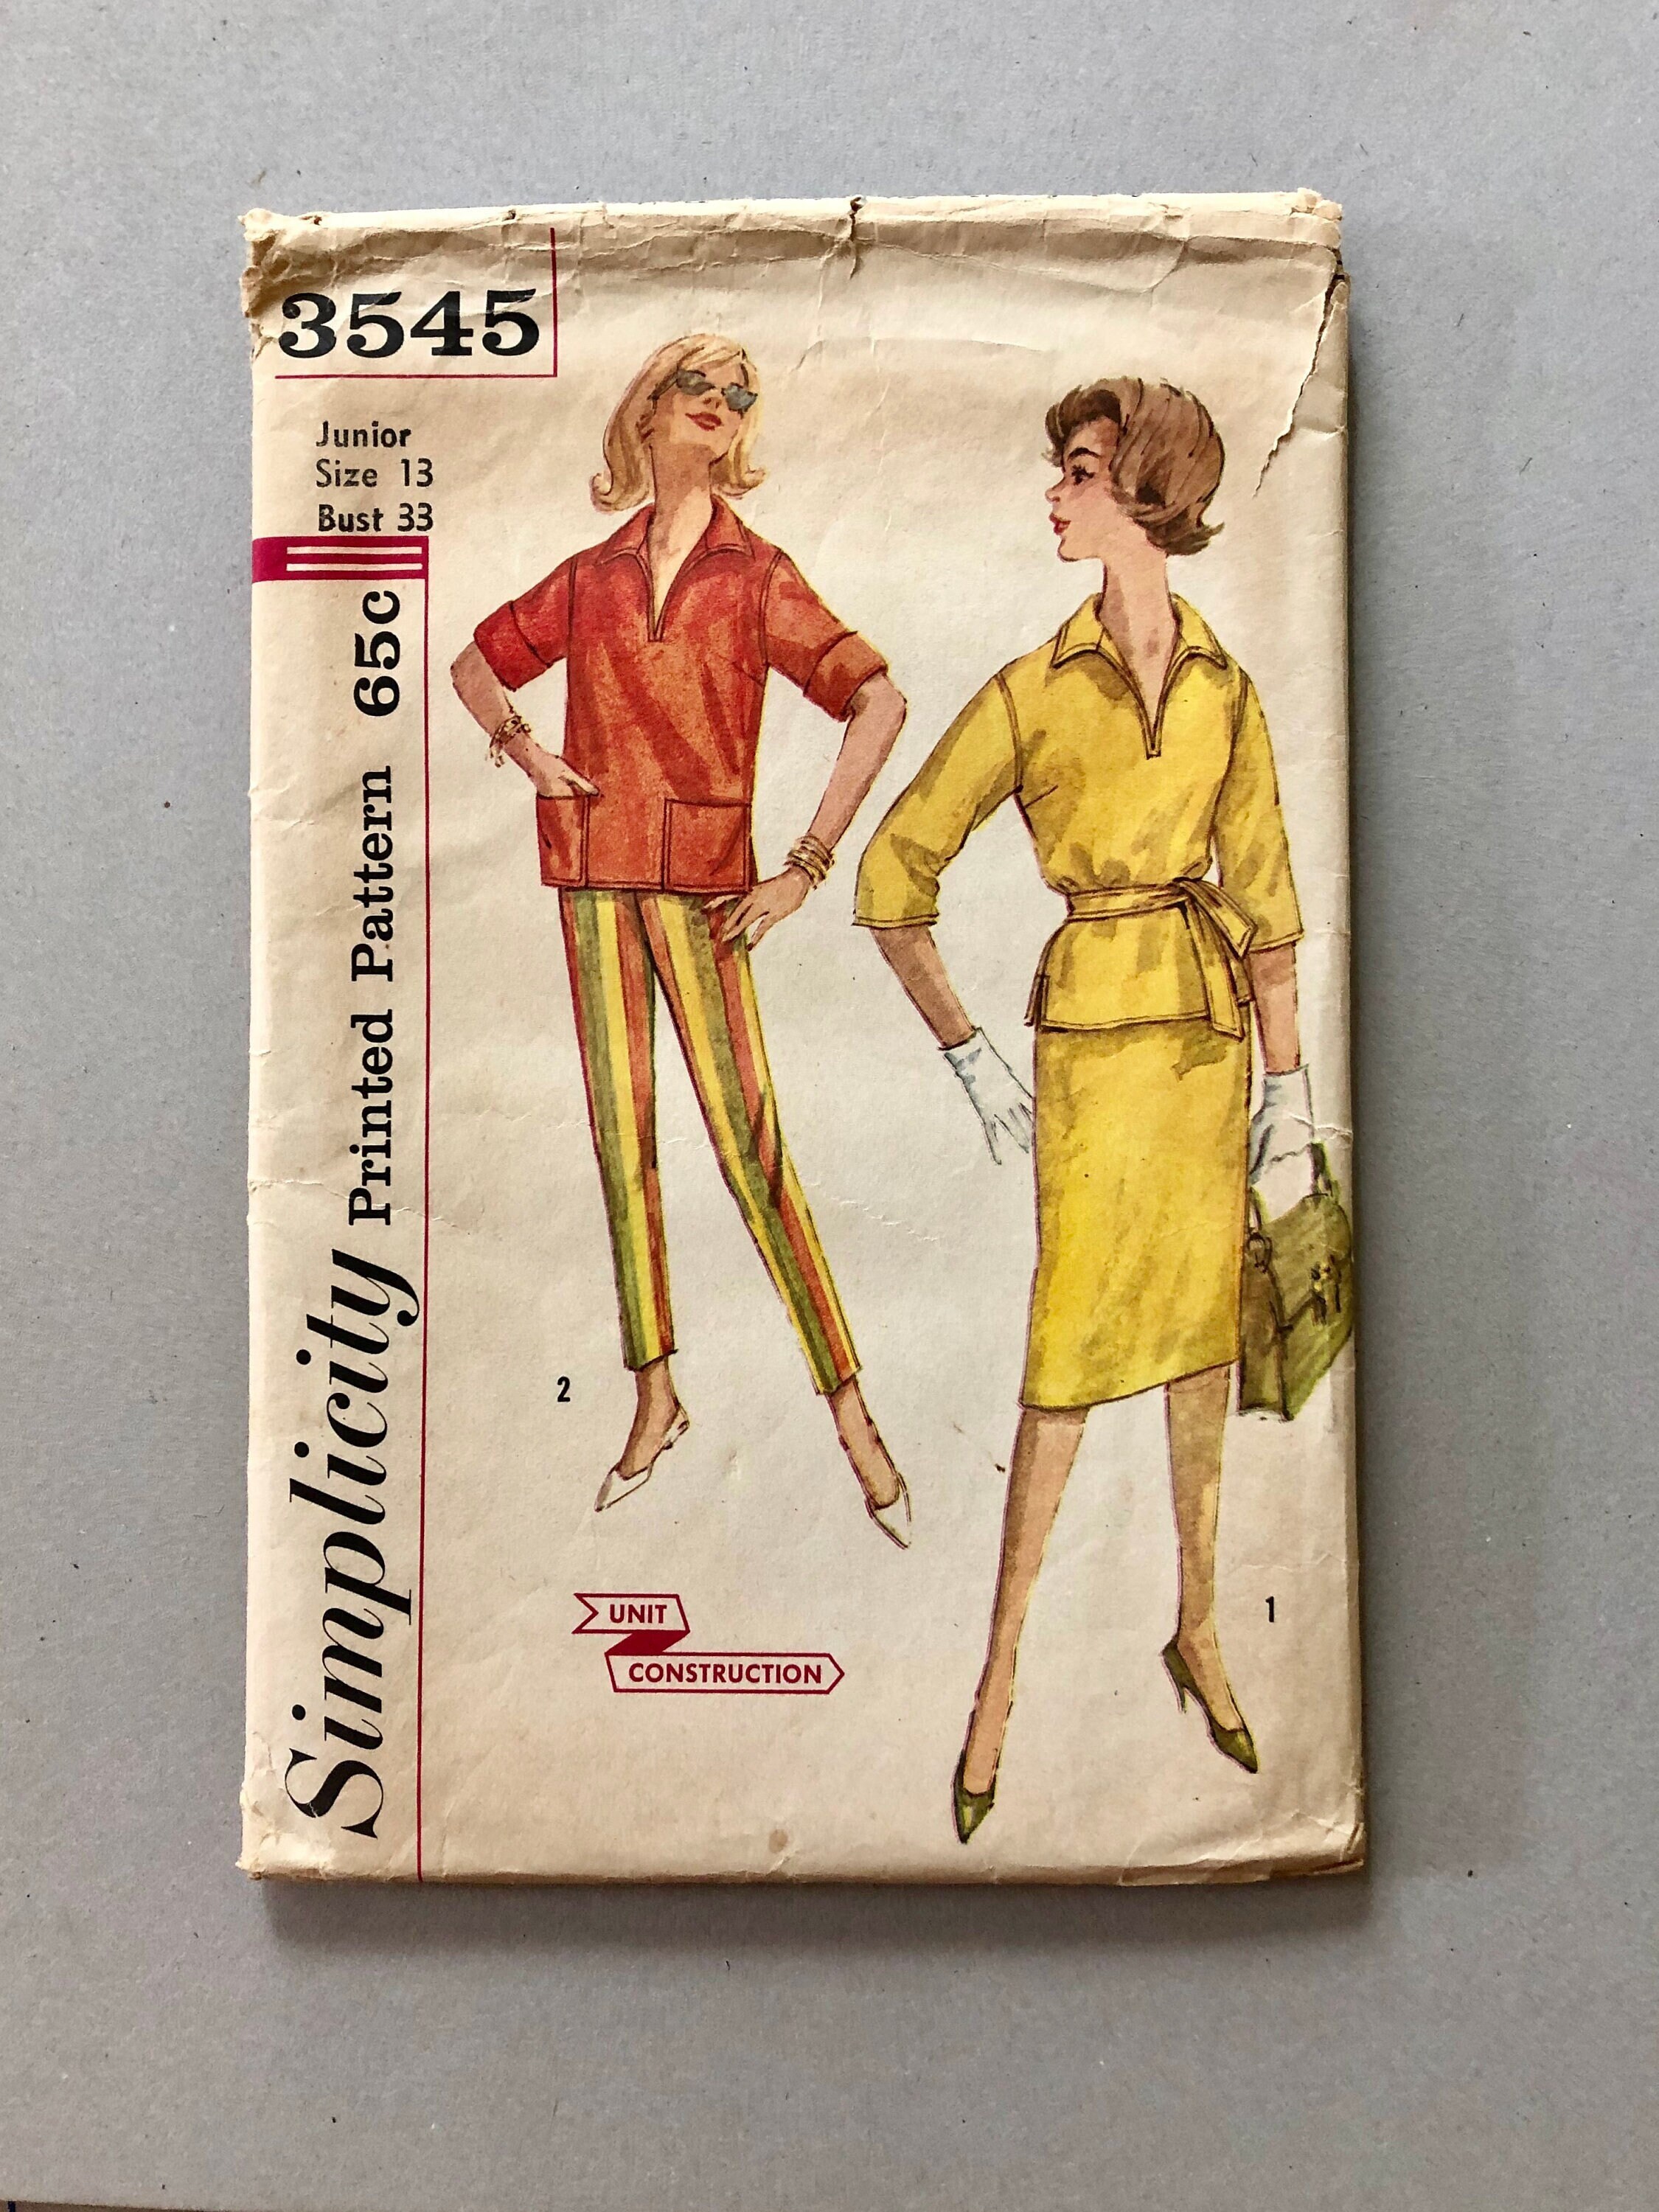 3545
Junior
Size 13
Bust 33
Simplicity Printed Pattern 65c
2
1
UNIT
CONSTRUCTION